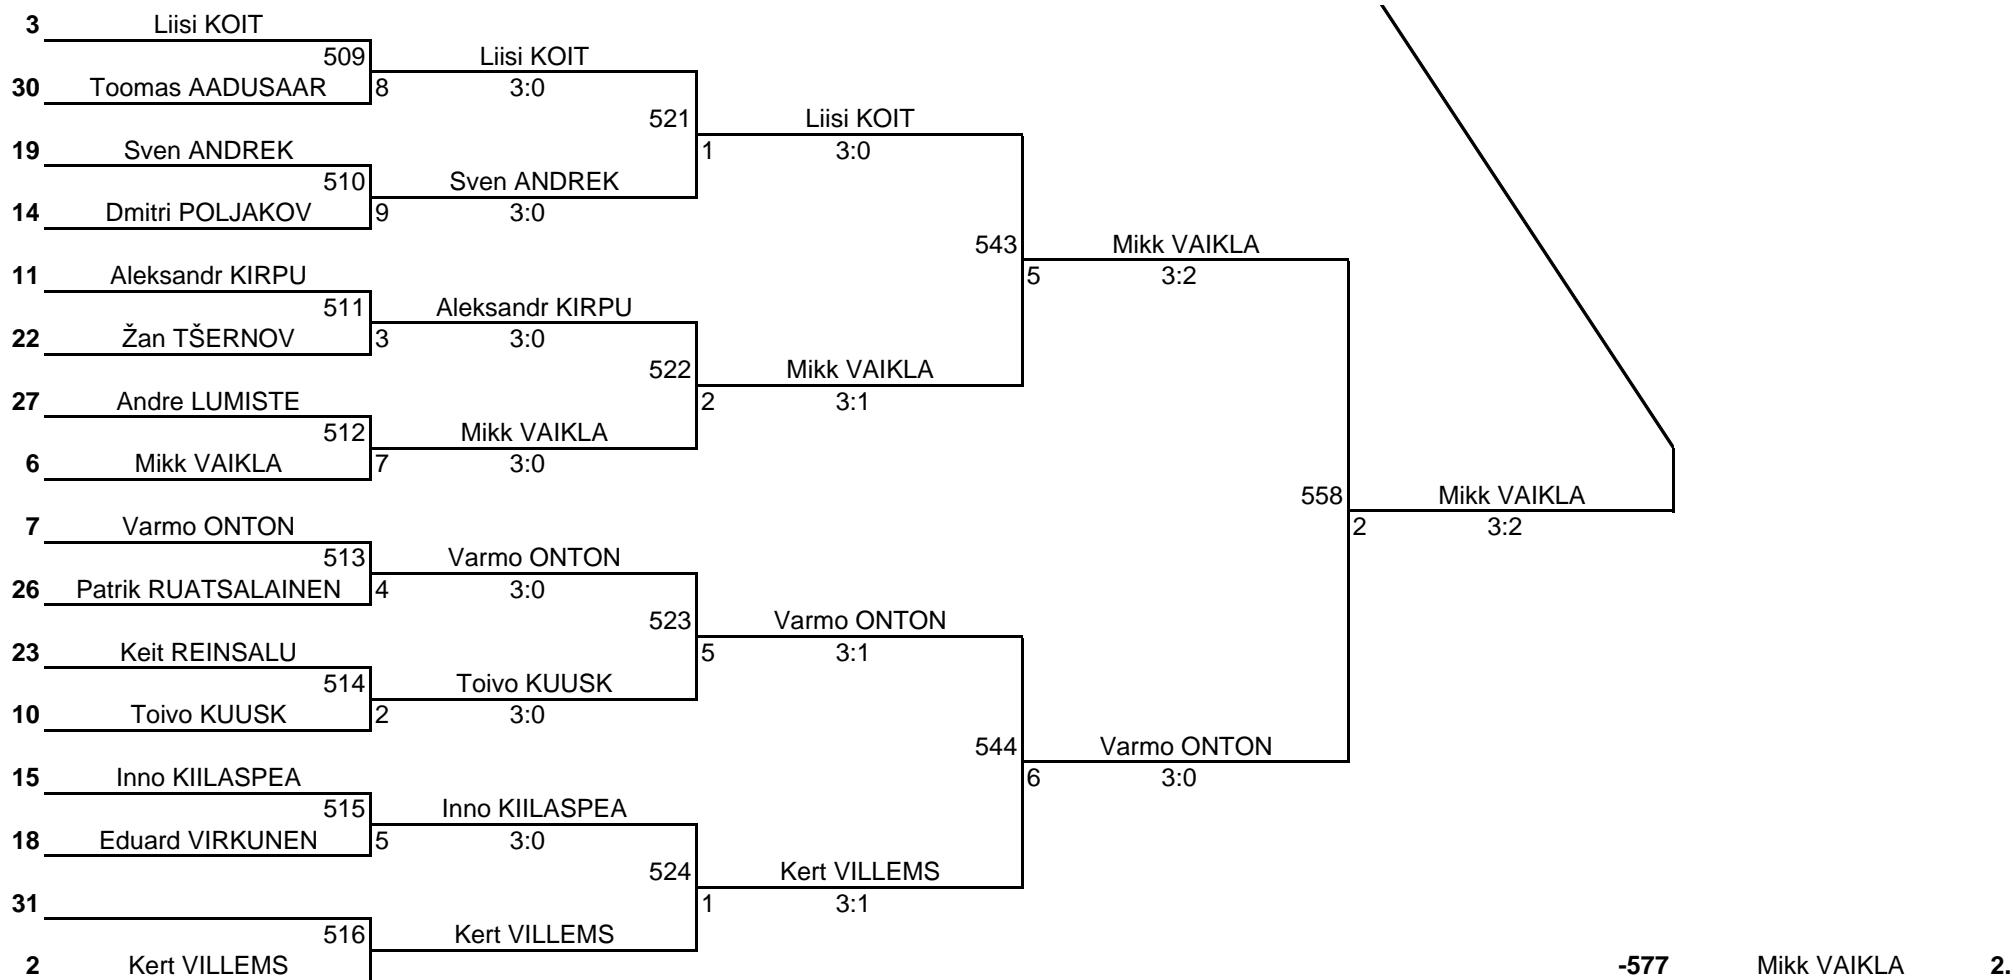 3 Liisi KOIT
509 Liisi KOIT
30 Toomas AADUSAAR 8 3:0
521 Liisi KOIT
19 Sven ANDREK 1 3:0
510 Sven ANDREK
14 Dmitri POLJAKOV 9 3:0
543 Mikk VAIKLA
11 Aleksandr KIRPU 5 3:2
511 Aleksandr KIRPU
22 Žan TŠERNOV 3 3:0
522 Mikk VAIKLA
27 Andre LUMISTE 2 3:1
512 Mikk VAIKLA
6 Mikk VAIKLA 7 3:0
558 Mikk VAIKLA
7 Varmo ONTON 2 3:2
513 Varmo ONTON
26 Patrik RUATSALAINEN 4 3:0
523 Varmo ONTON
23 Keit REINSALU 5 3:1
514 Toivo KUUSK
10 Toivo KUUSK 2 3:0
544 Varmo ONTON
15 Inno KIILASPEA 6 3:0
515 Inno KIILASPEA
18 Eduard VIRKUNEN 5 3:0
524 Kert VILLEMS
31 1 3:1
516 Kert VILLEMS
2 Kert VILLEMS -577 Mikk VAIKLA 2.